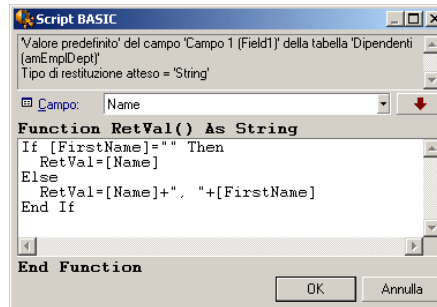 Script BASIC
'Valore predefinito' del campo 'Campo 1 (Field1)' della tabella 'Dipendenti
(amEmplDept)'
Tipo di restituzione atteso = 'String'
Campo: Name
Function RetVal() As String
If [FirstName]="" Then
  RetVal=[Name]
Else
  RetVal=[Name]+", "+[FirstName]
End If
End Function
OK Annulla